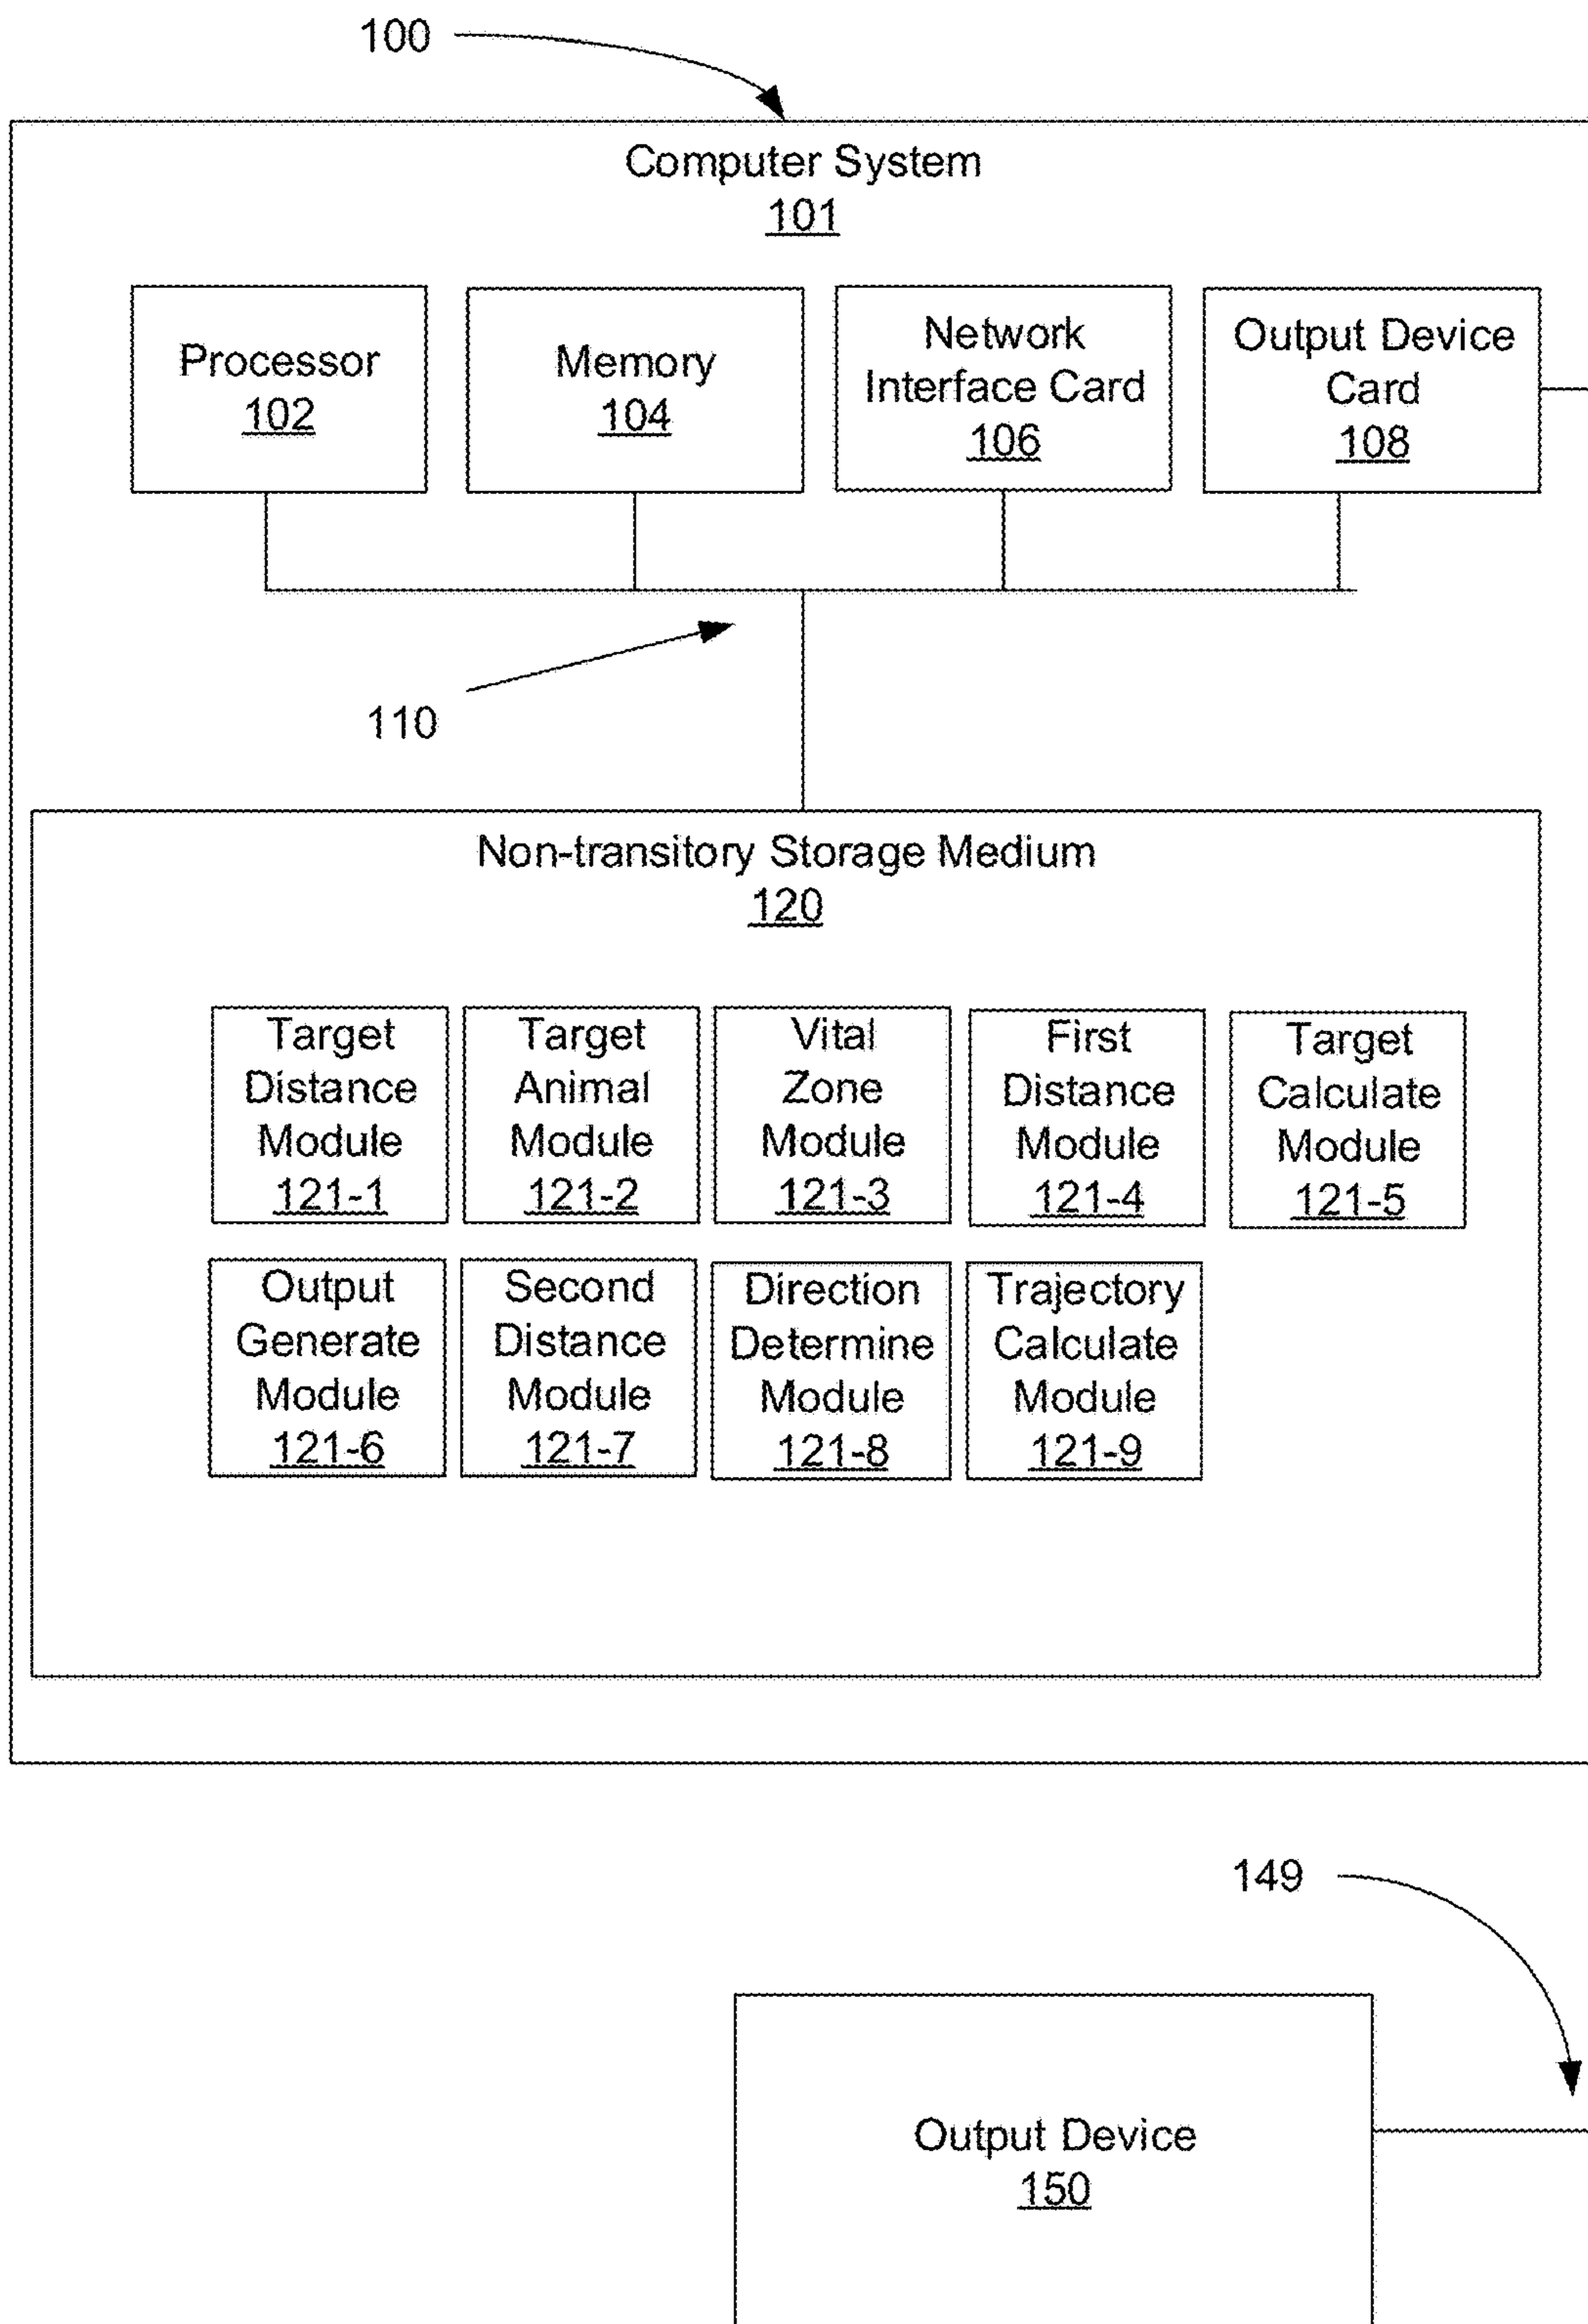 100
Computer System
101
Processor
102
Memory
104
Network
Interface Card
106
Output Device
Card
108
110
Non-transitory Storage Medium
120
Target
Distance
Module
121-1
Target
Animal
Module
121-2
Vital
Zone
Module
121-3
First
Distance
Module
121-4
Target
Calculate
Module
121-5
Output
Generate
Module
121-6
Second
Distance
Module
121-7
Direction
Determine
Module
121-8
Trajectory
Calculate
Module
121-9
149
Output Device
150